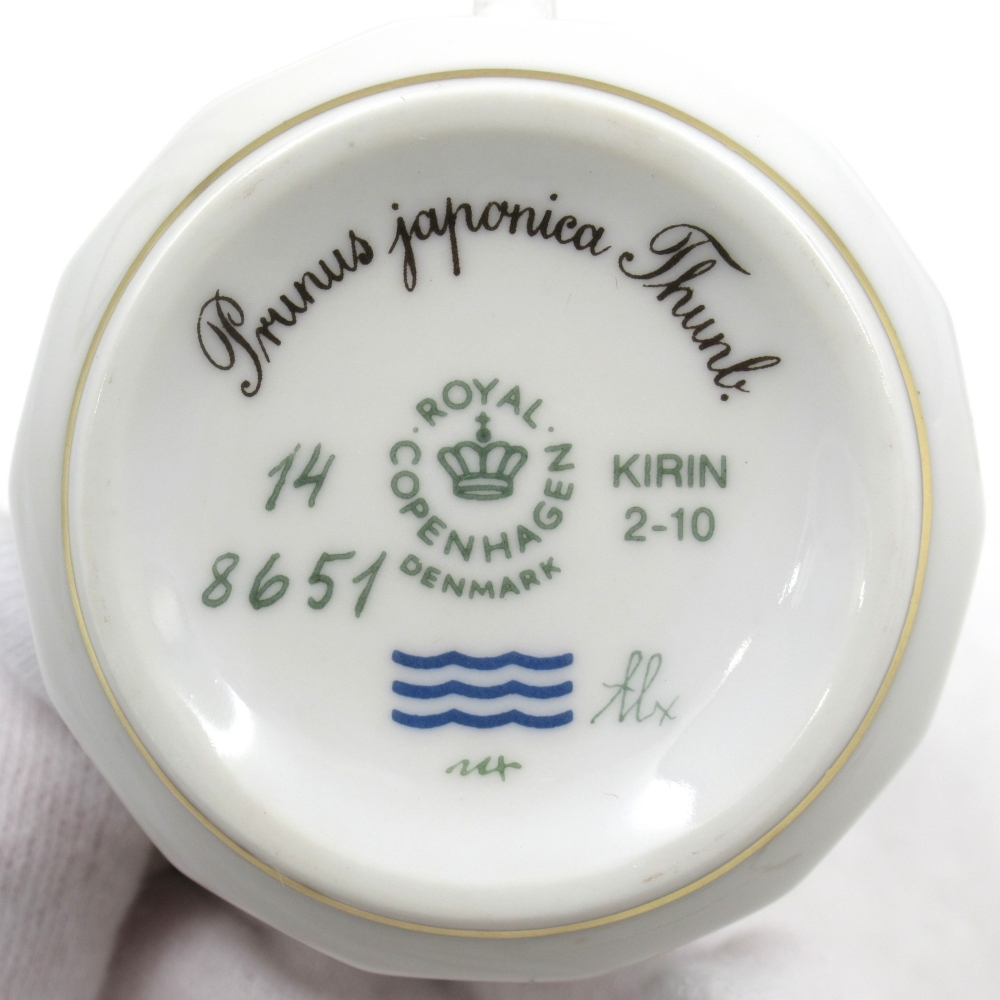 Prunus japonica Thunb.
ROYAL
COPENHAGEN
DENMARK
14
8651
KIRIN
2-10